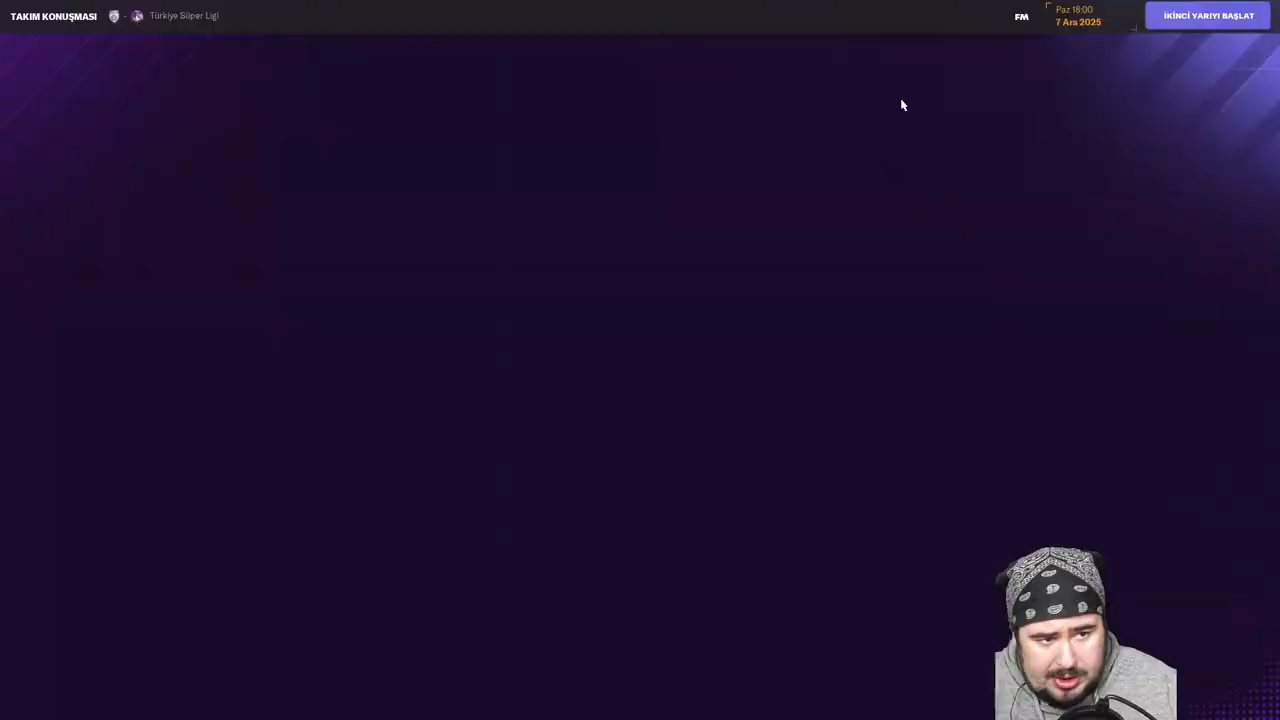 TAKIM KONUŞMASI - Türkiye Süper Ligi
FM
Paz 18:00
7 Ara 2025
İKİNCİ YARIYI BAŞLAT